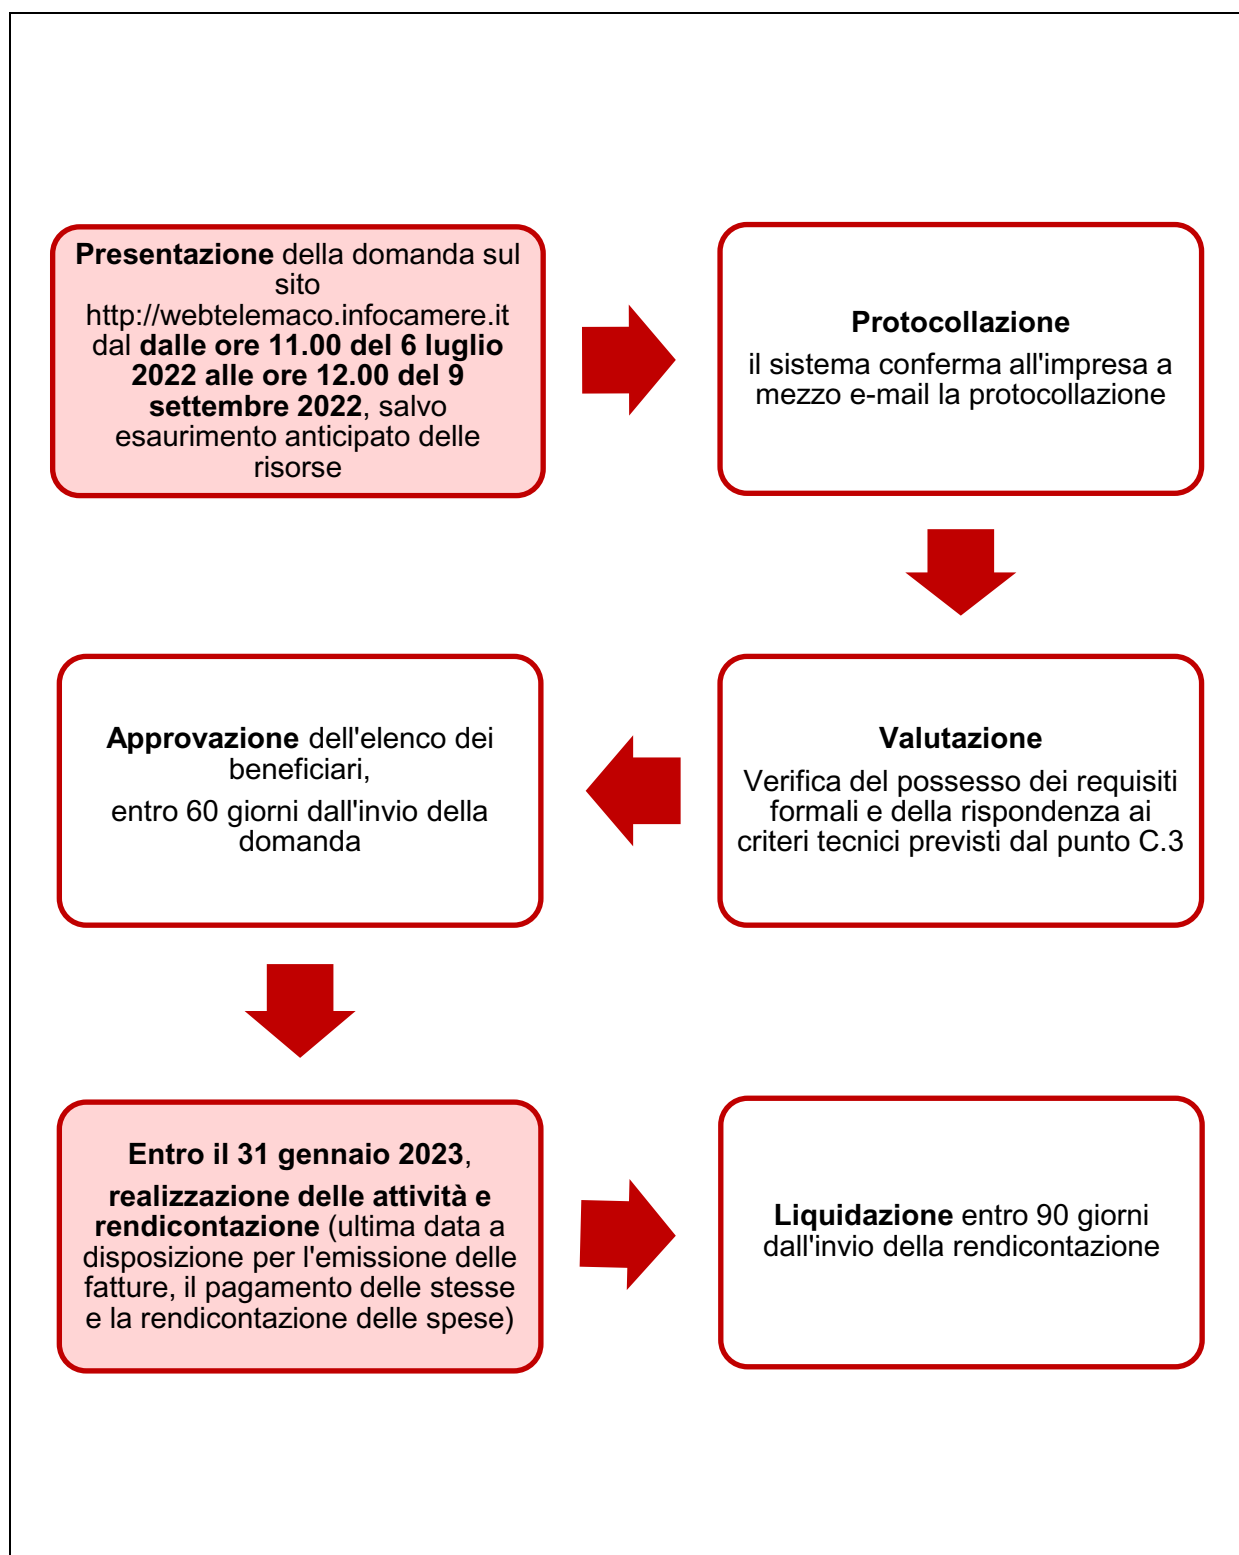 Presentazione della domanda sul
sito
http://webtelemaco.infocamere.it
dal dalle ore 11.00 del 6 luglio
2022 alle ore 12.00 del 9
settembre 2022, salvo
esaurimento anticipato delle
risorse
Protocollazione
il sistema conferma all'impresa a
mezzo e-mail la protocollazione
Valutazione
Verifica del possesso dei requisiti
formali e della rispondenza ai
criteri tecnici previsti dal punto C.3
Approvazione dell'elenco dei
beneficiari,
entro 60 giorni dall'invio della
domanda
Entro il 31 gennaio 2023,
realizzazione delle attività e
rendicontazione (ultima data a
disposizione per l'emissione delle
fatture, il pagamento delle stesse
e la rendicontazione delle spese)
Liquidazione entro 90 giorni
dall'invio della rendicontazione